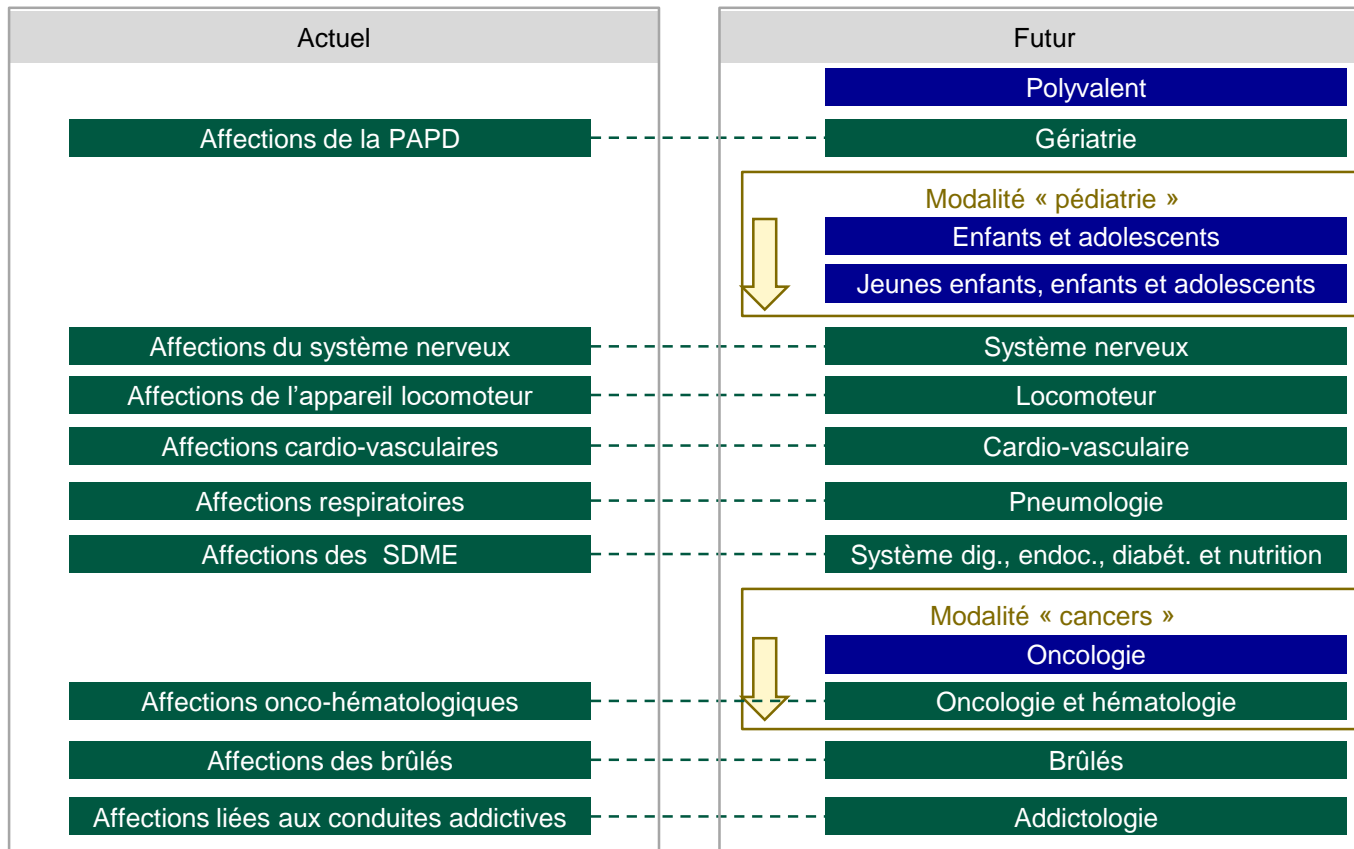 Actuel
Futur
Polyvalent
Affections de la PAPD
Gériatrie
Modalité « pédiatrie »
Enfants et adolescents
Jeunes enfants, enfants et adolescents
Affections du système nerveux
Système nerveux
Affections de l'appareil locomoteur
Locomoteur
Affections cardio-vasculaires
Cardio-vasculaire
Affections respiratoires
Pneumologie
Affections des SDME
Système dig., endoc., diabét. et nutrition
Modalité « cancers »
Oncologie
Affections onco-hématologiques
Oncologie et hématologie
Affections des brûlés
Brûlés
Affections liées aux conduites addictives
Addictologie